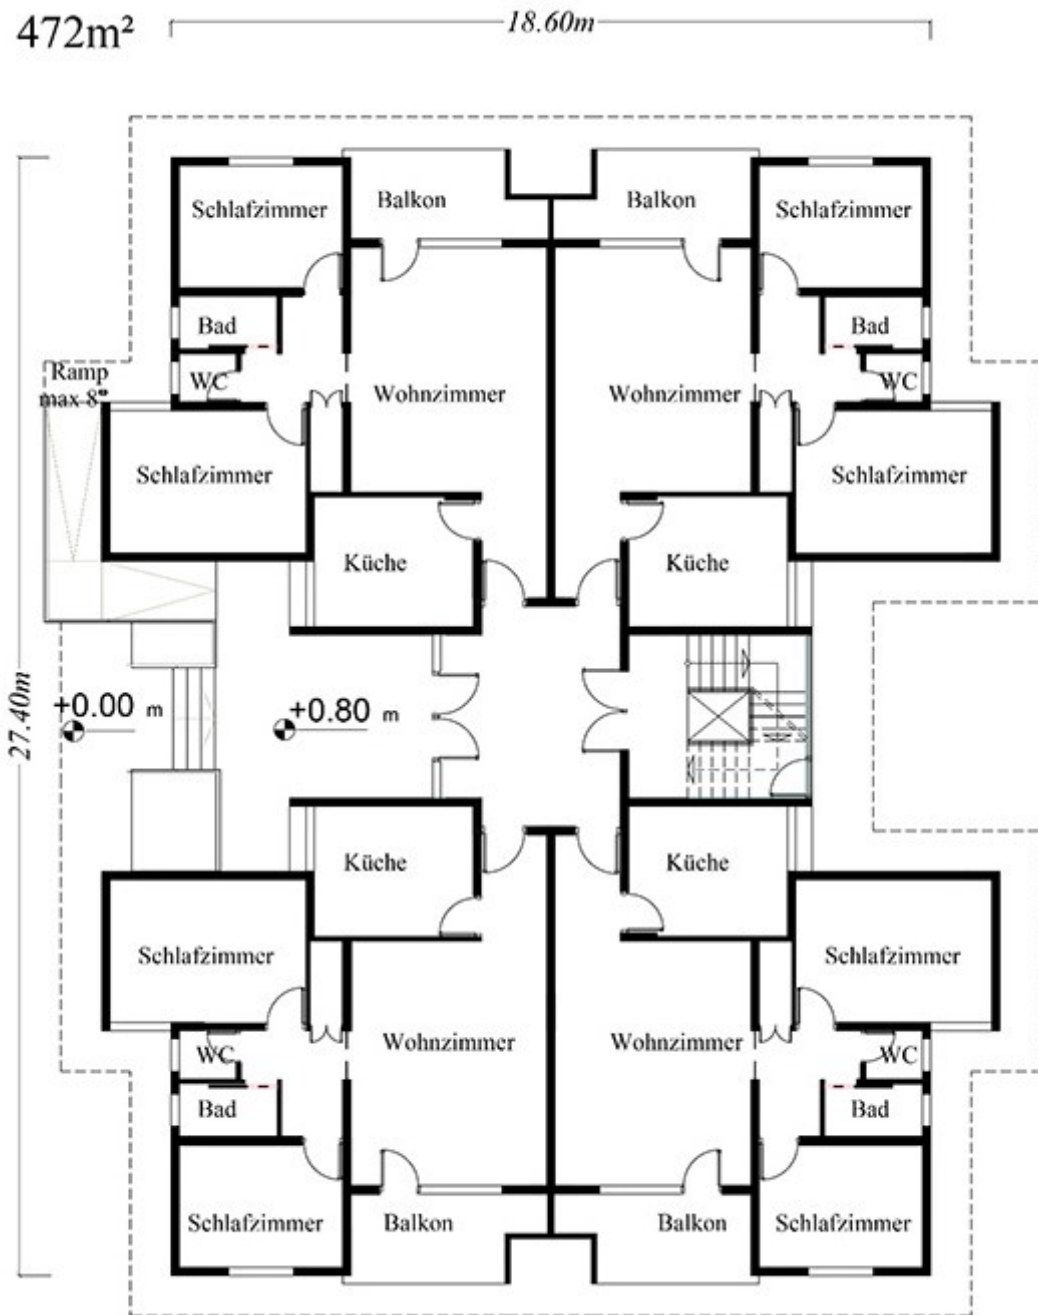 472m²
18.60m
Schlafzimmer
Balkon
Balkon
Schlafzimmer
Bad
Bad
Ramp
max 8°
WC
WC
Wohnzimmer
Wohnzimmer
Schlafzimmer
Schlafzimmer
Küche
Küche
27.40m
+0.00 m
+0.80 m
Küche
Küche
Schlafzimmer
Schlafzimmer
Wohnzimmer
Wohnzimmer
WC
WC
Bad
Bad
Schlafzimmer
Balkon
Balkon
Schlafzimmer